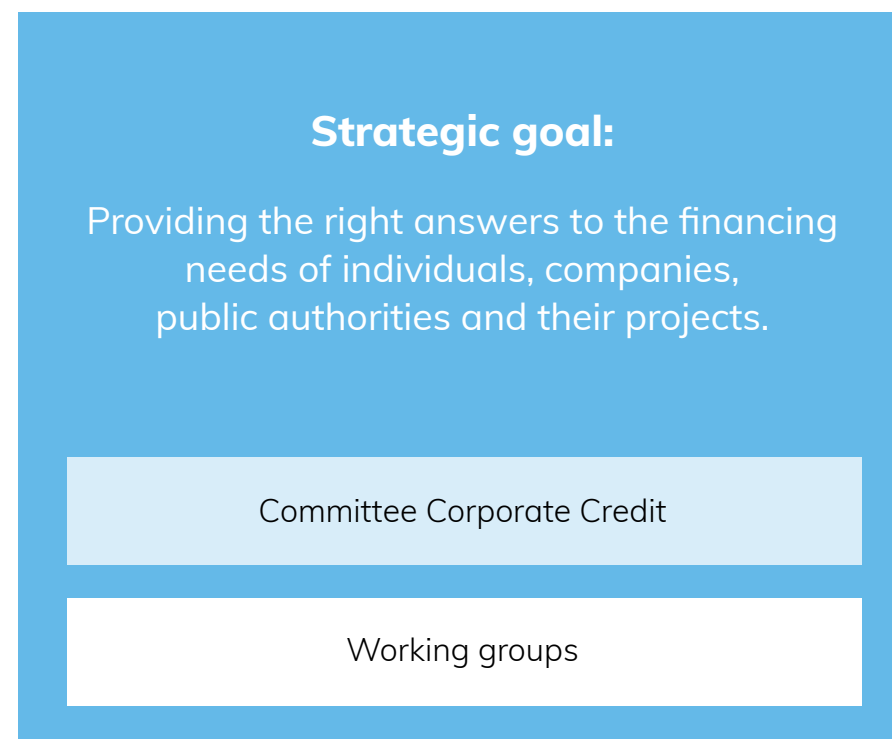 Strategic goal:
Providing the right answers to the financing
needs of individuals, companies,
public authorities and their projects.
Committee Corporate Credit
Working groups